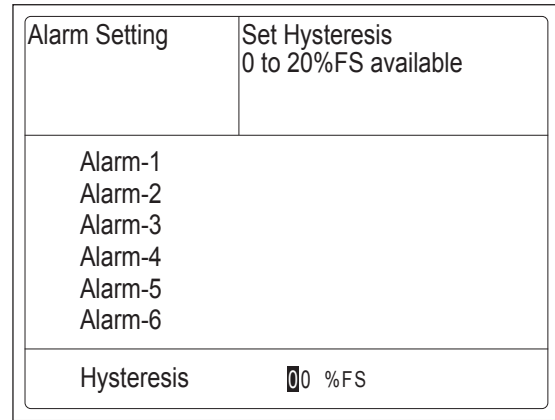 Alarm Setting
Set Hysteresis
0 to 20%FS available
Alarm-1
Alarm-2
Alarm-3
Alarm-4
Alarm-5
Alarm-6
Hysteresis 00 %FS